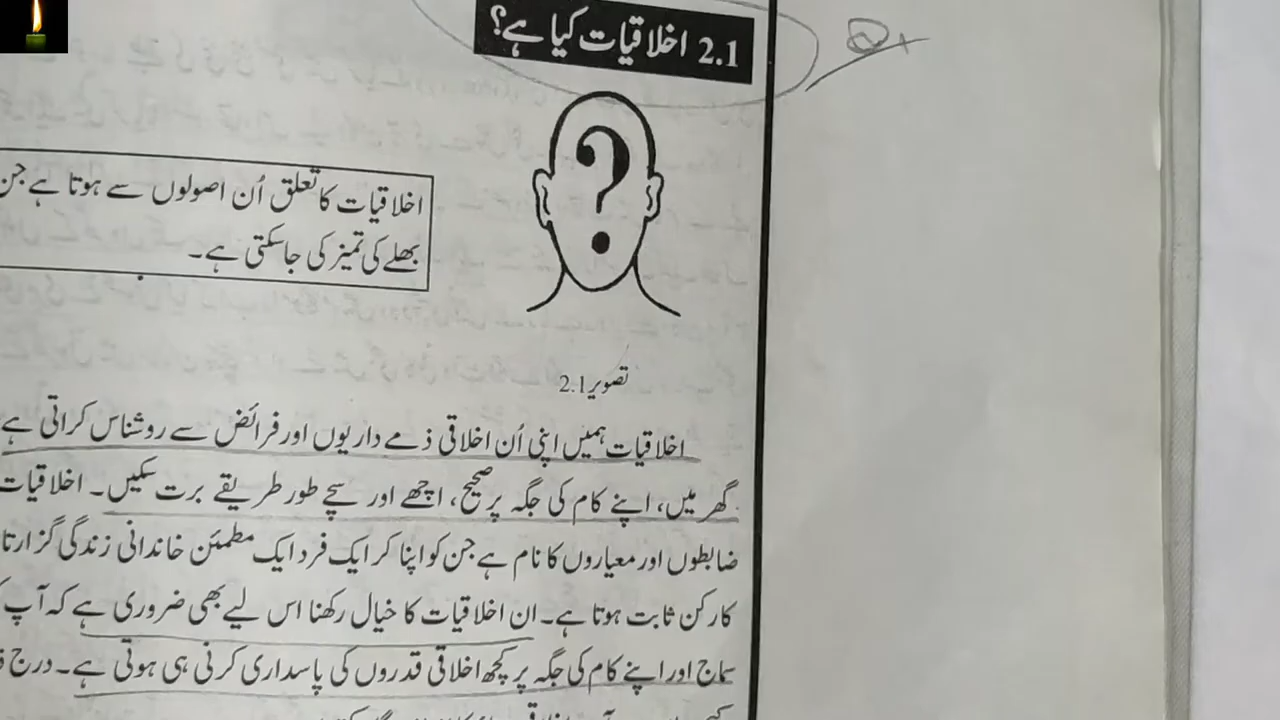 2.1 اخلاقیات کیا ہے؟
اخلاقیات کا تعلق اُن اصولوں سے ہوتا ہے جن
بھلے کی تمیز کی جاسکتی ہے۔
تصویر 2.1
اخلاقیات ہمیں اپنی اُن اخلاقی ذمے داریوں اور فرائض سے روشناس کراتی ہے
گھر میں، اپنے کام کی جگہ پر صحیح، اچھے اور سچے طور طریقے برت سکیں۔ اخلاقیات
ضابطوں اور معیاروں کا نام ہے جن کو اپنا کر ایک فرد ایک مطمئن خاندانی زندگی گزارتا
کارکن ثابت ہوتا ہے۔ ان اخلاقیات کا خیال رکھنا اس لیے بھی ضروری ہے کہ آپ
سماج اور اپنے کام کی جگہ پر کچھ اخلاقی قدروں کی پاسداری کرنی ہی ہوتی ہے۔ درج